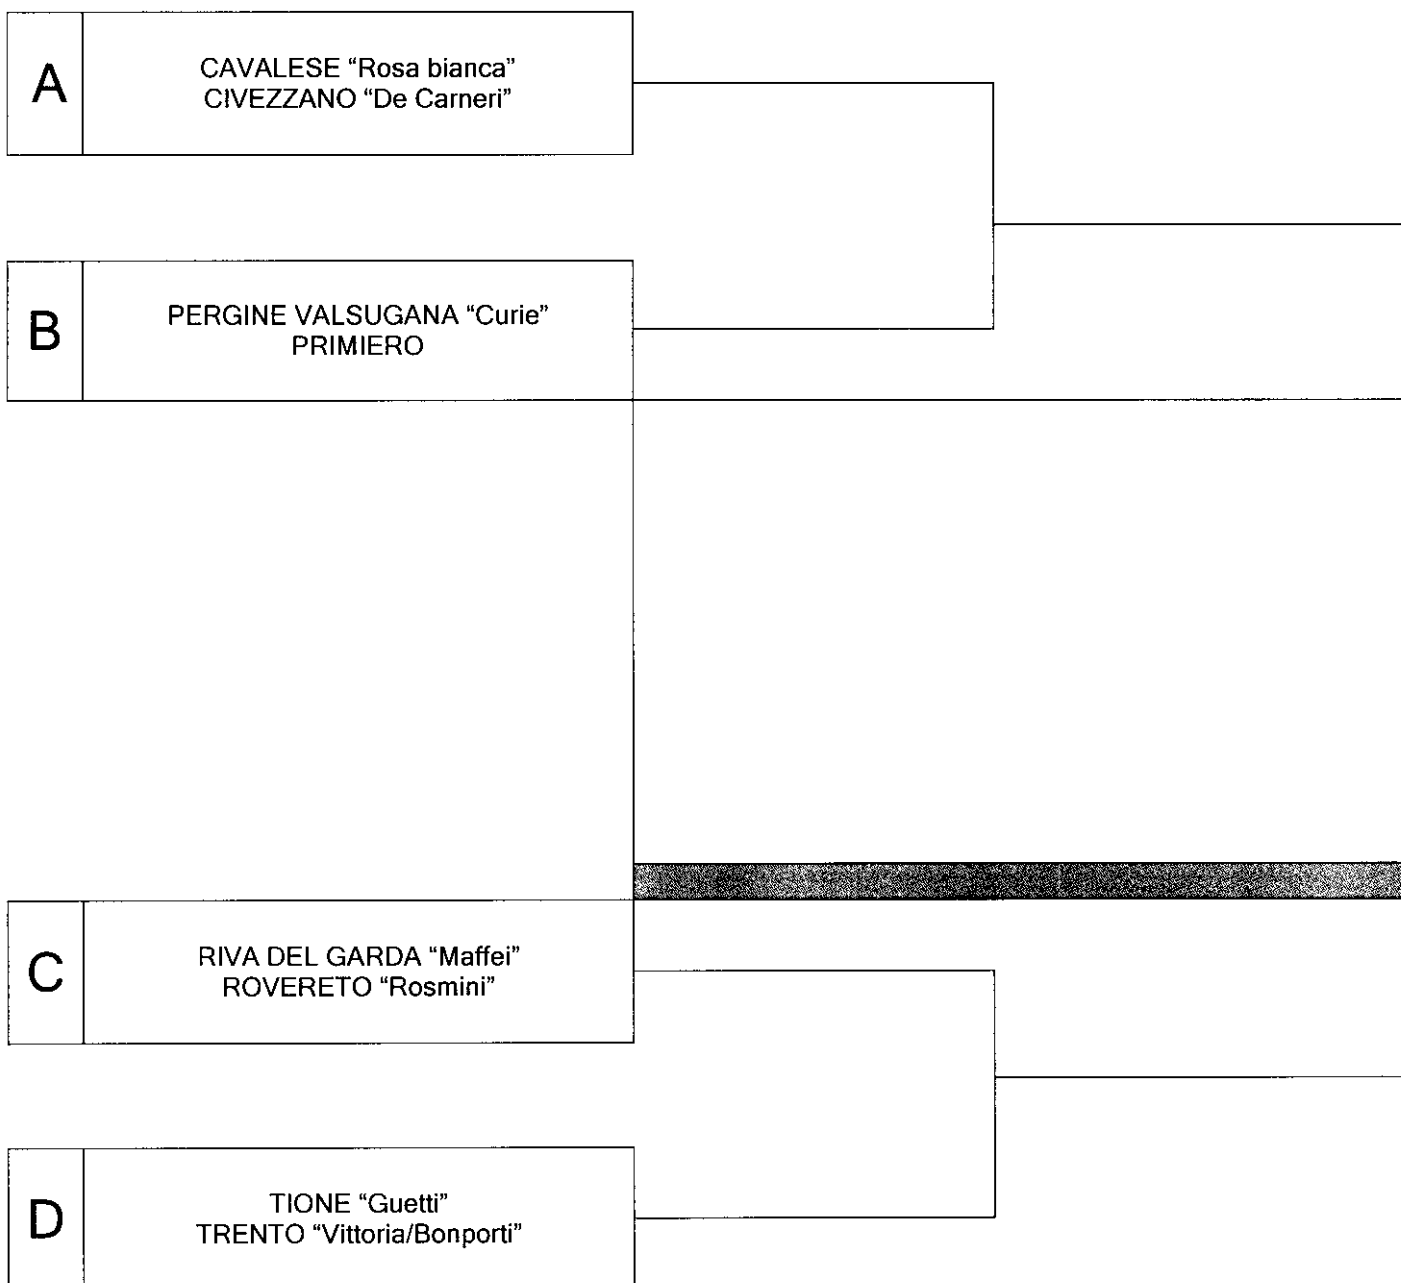 A
CAVALESE “Rosa bianca”
CIVEZZANO “De Carneri”
B
PERGINE VALSUGANA “Curie”
PRIMIERO
C
RIVA DEL GARDA “Maffei”
ROVERETO “Rosmini”
D
TIONE “Guetti”
TRENTO “Vittoria/Bonporti”